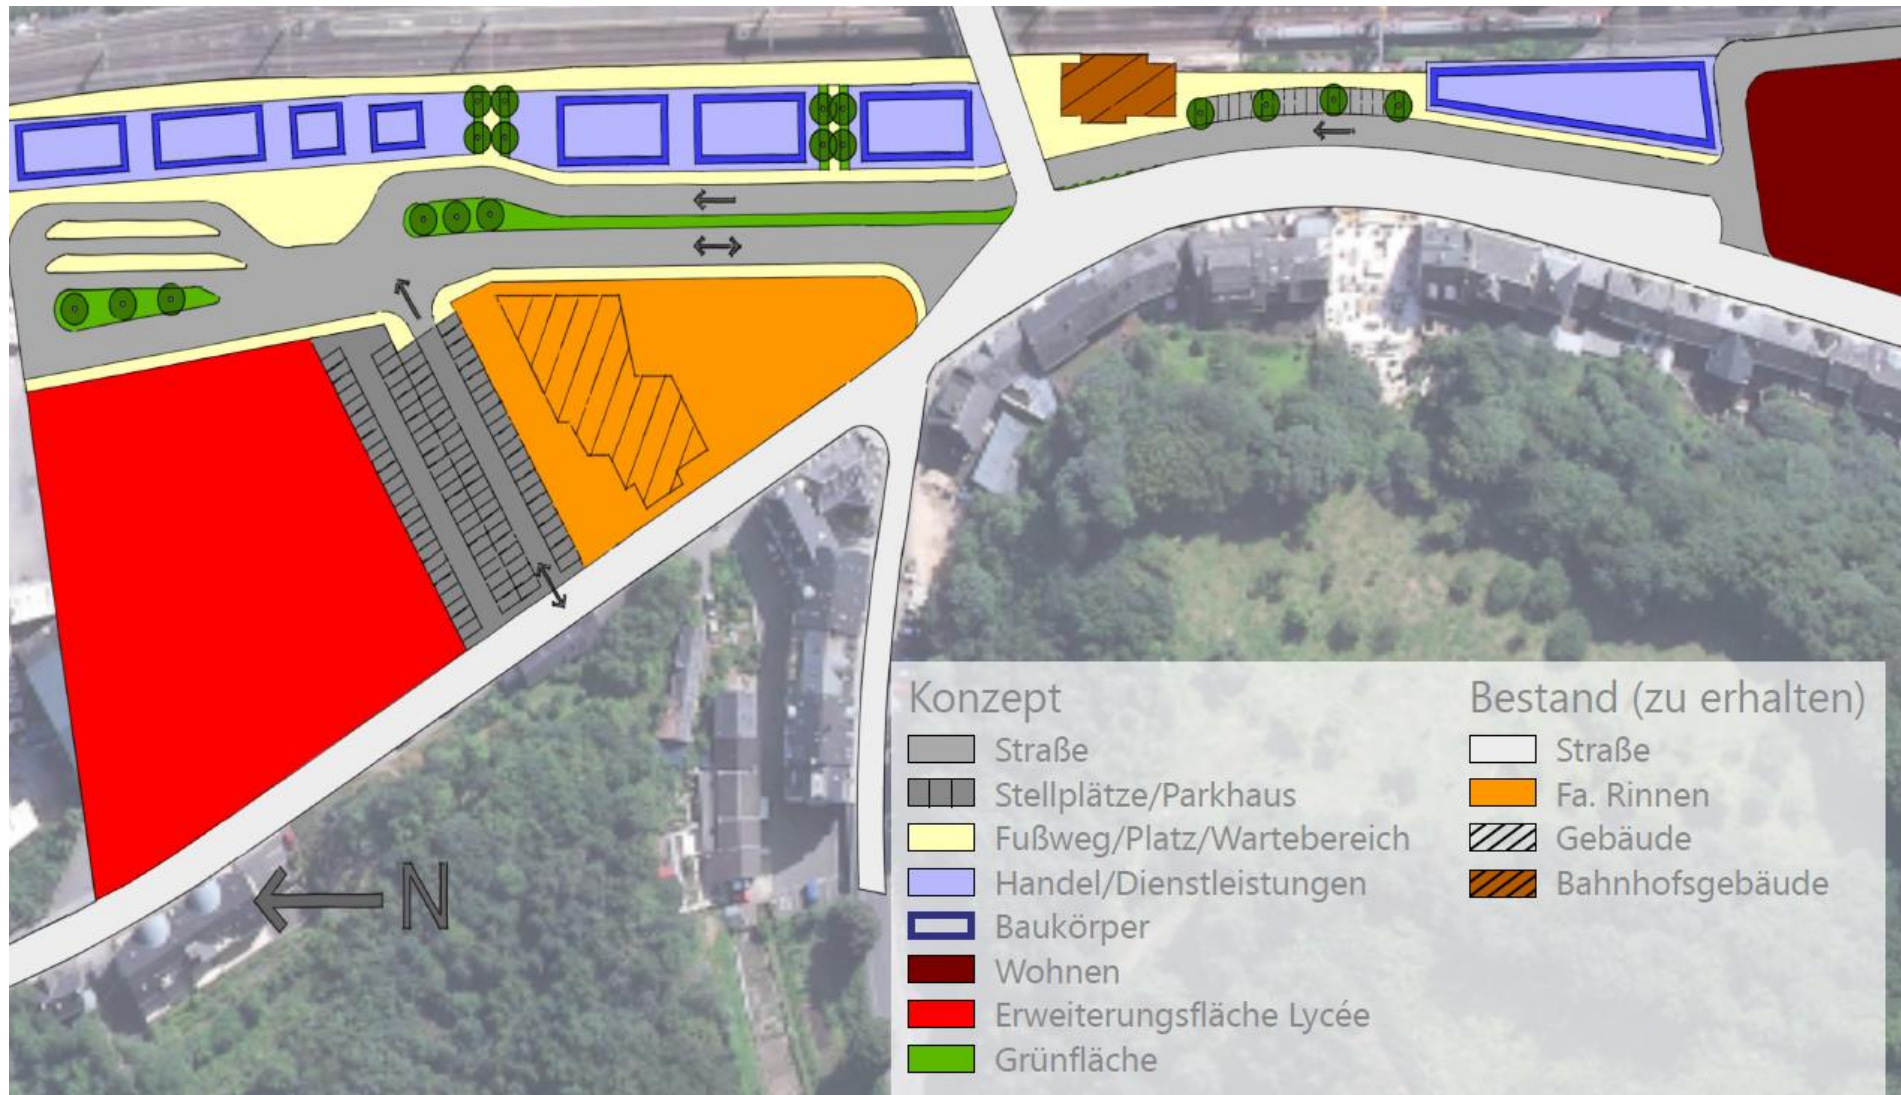 Konzept
Straße
Stellplätze/Parkhaus
Fußweg/Platz/Wartebereich
Handel/Dienstleistungen
Baukörper
Wohnen
Erweiterungsfläche Lycée
Grünfläche
Bestand (zu erhalten)
Straße
Fa. Rinnen
Gebäude
Bahnhofsgebäude
N